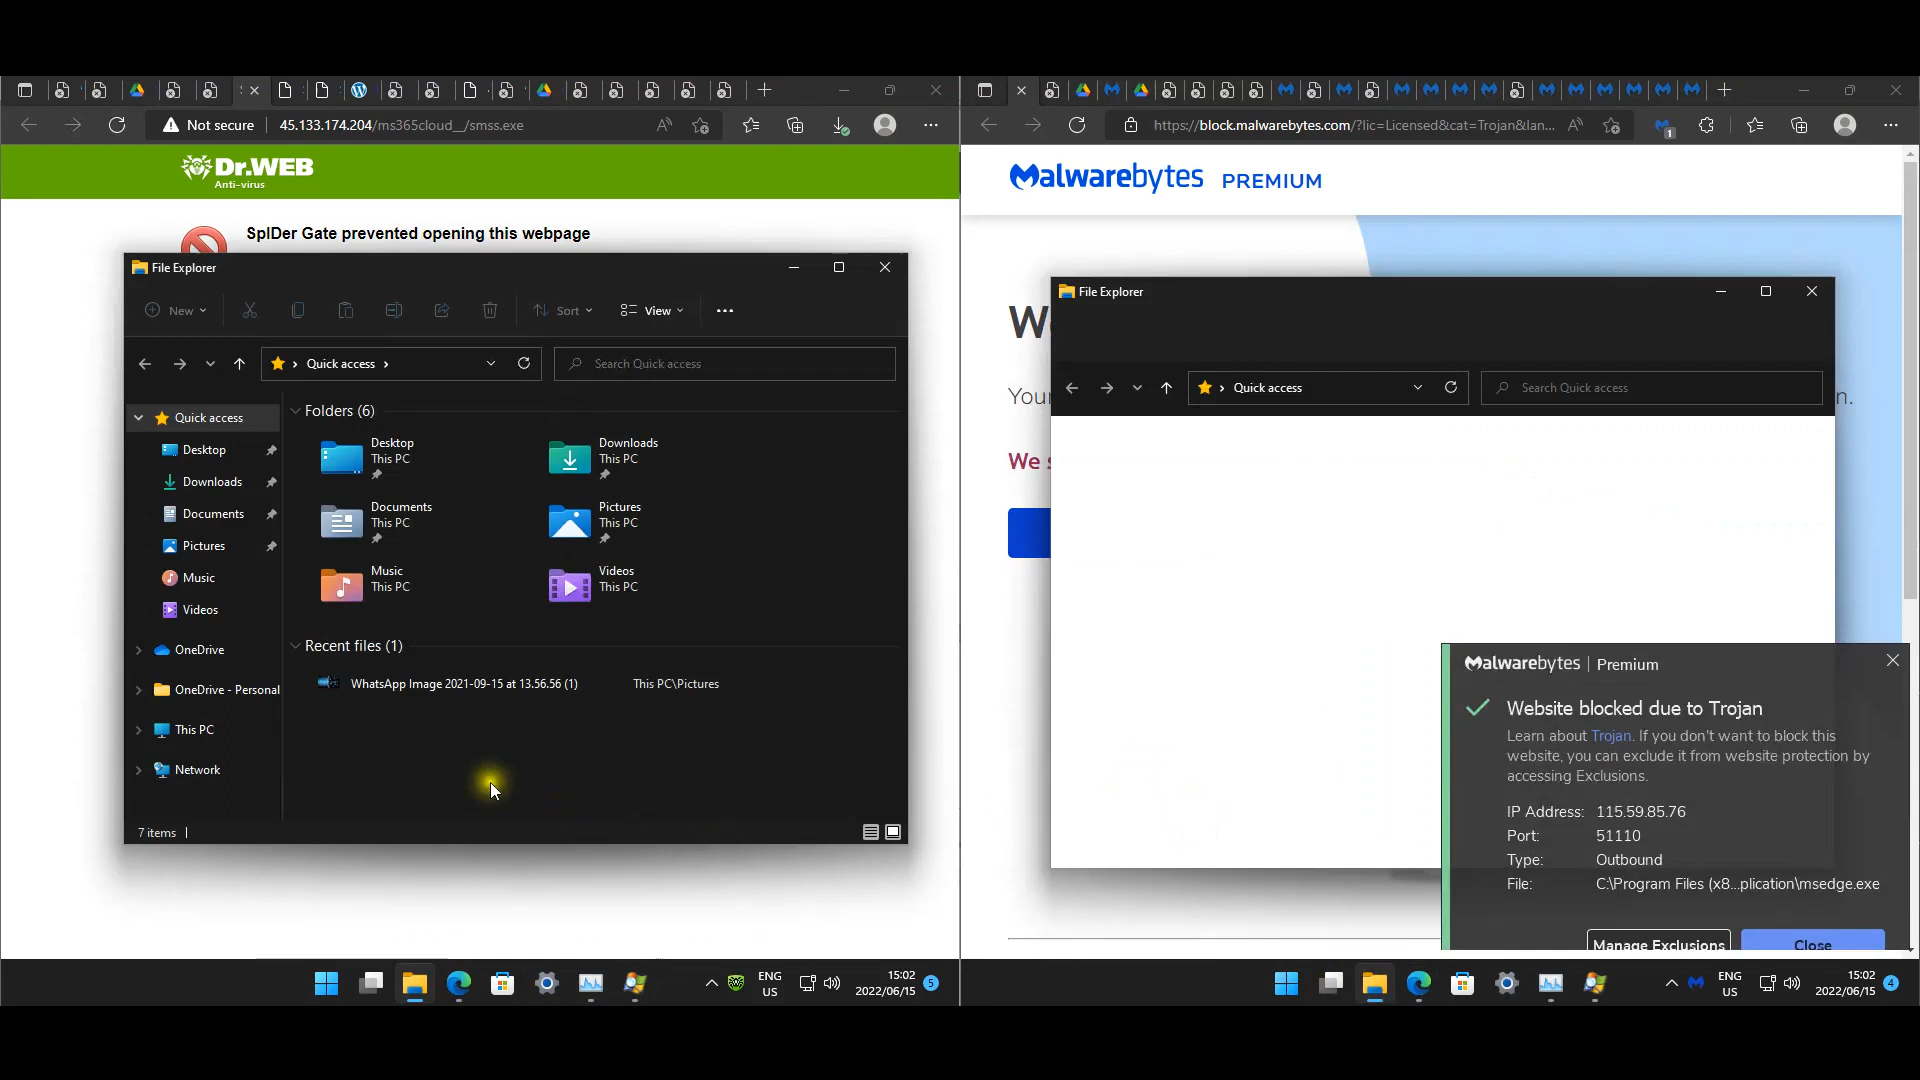 Not secure
45.133.174.204/ms365cloud__/smss.exe
Dr.WEB
Anti-virus
SpIDer Gate prevented opening this webpage
File Explorer
New
Sort
View
Quick access
Search Quick access
Quick access
Desktop
Downloads
Documents
Pictures
Music
Videos
OneDrive
OneDrive - Personal
This PC
Network
Folders (6)
Desktop
This PC
Downloads
This PC
Documents
This PC
Pictures
This PC
Music
This PC
Videos
This PC
Recent files (1)
WhatsApp Image 2021-09-15 at 13.56.56 (1)
This PC\Pictures
7 items
ENG
US
15:02
2022/06/15
5
https://block.malwarebytes.com/?lic=Licensed&cat=Trojan&lan...
1
Malwarebytes PREMIUM
File Explorer
Quick access
Search Quick access
Malwarebytes | Premium
Website blocked due to Trojan
Learn about Trojan. If you don't want to block this
website, you can exclude it from website protection by
accessing Exclusions.
IP Address: 115.59.85.76
Port: 51110
Type: Outbound
File: C:\Program Files (x8...plication\msedge.exe
Manage Exclusions
Close
ENG
US
15:02
2022/06/15
4